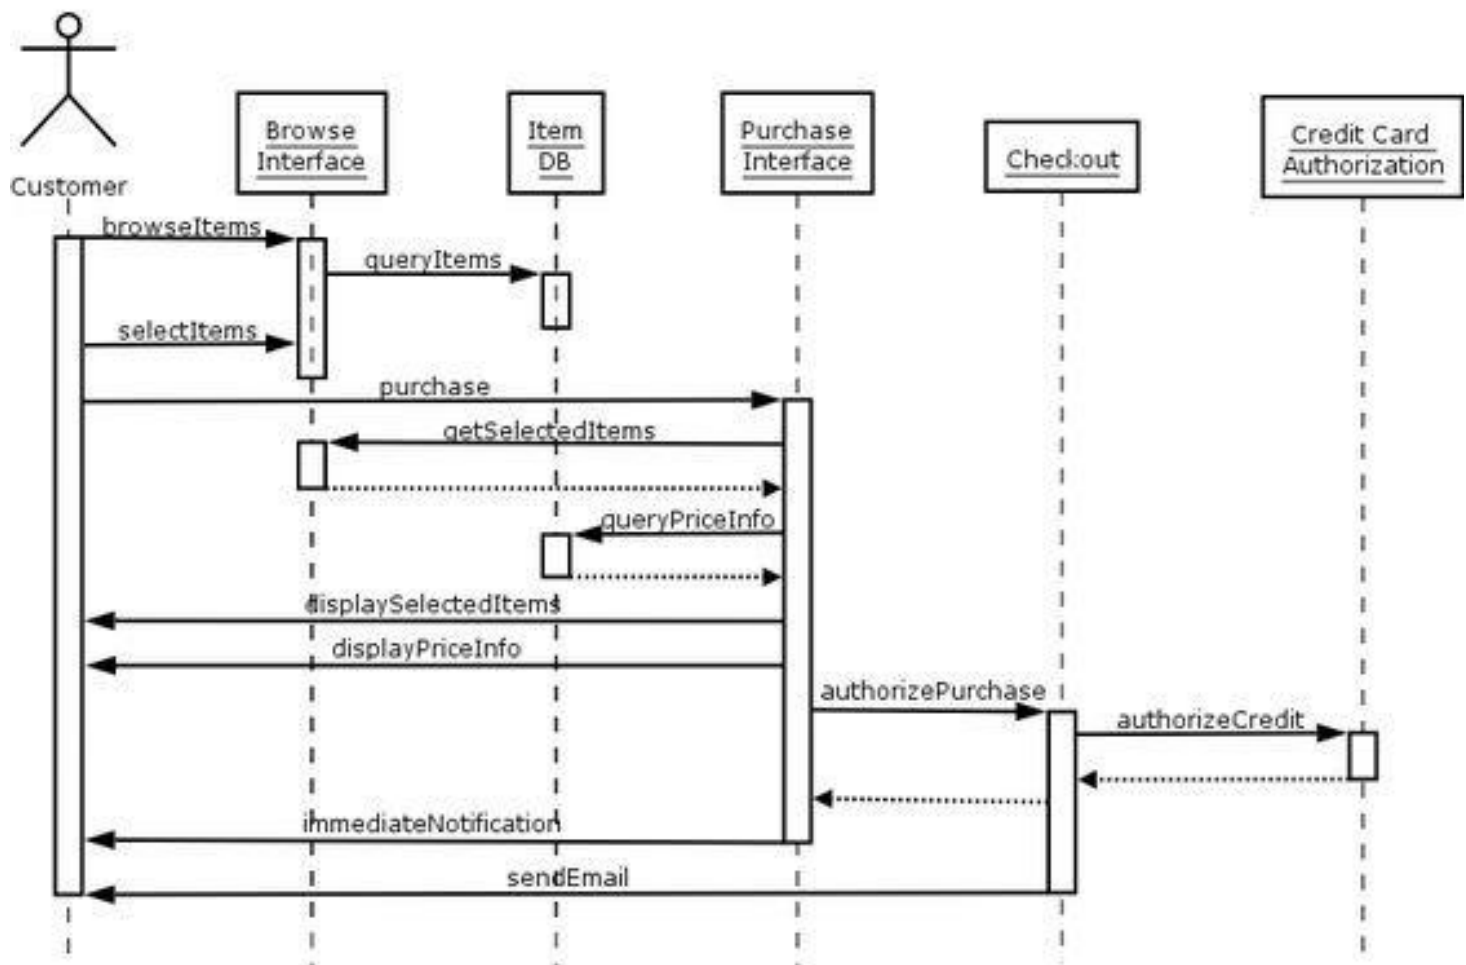 Browse
Interface
Item
DB
Purchase
Interface
Checkout
Credit Card
Authorization
Customer
browseItems
queryItems
selectItems
purchase
getSelectedItems
queryPriceInfo
displaySelectedItems
displayPriceInfo
authorizePurchase
authorizeCredit
immediateNotification
sendEmail